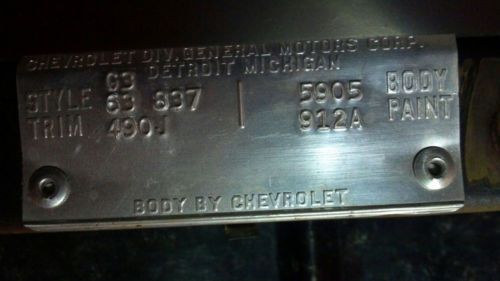 CHEVROLET DIV. GENERAL MOTORS CORP.
DETROIT MICHIGAN
C3
STYLE 63 837 5905 BODY
TRIM 490J 912A PAINT
BODY BY CHEVROLET